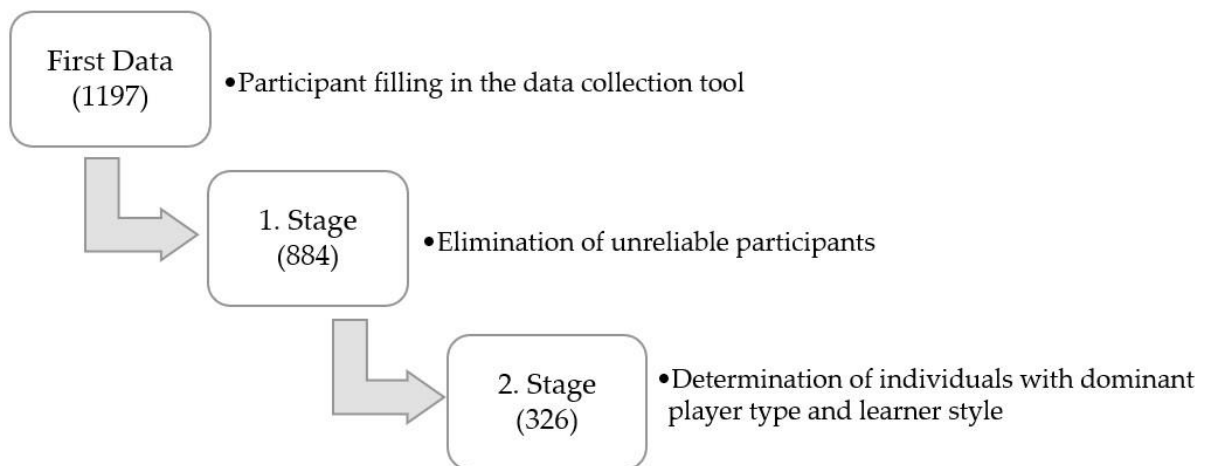 First Data
(1197)
•Participant filling in the data collection tool
1. Stage
(884)
•Elimination of unreliable participants
2. Stage
(326)
•Determination of individuals with dominant
player type and learner style